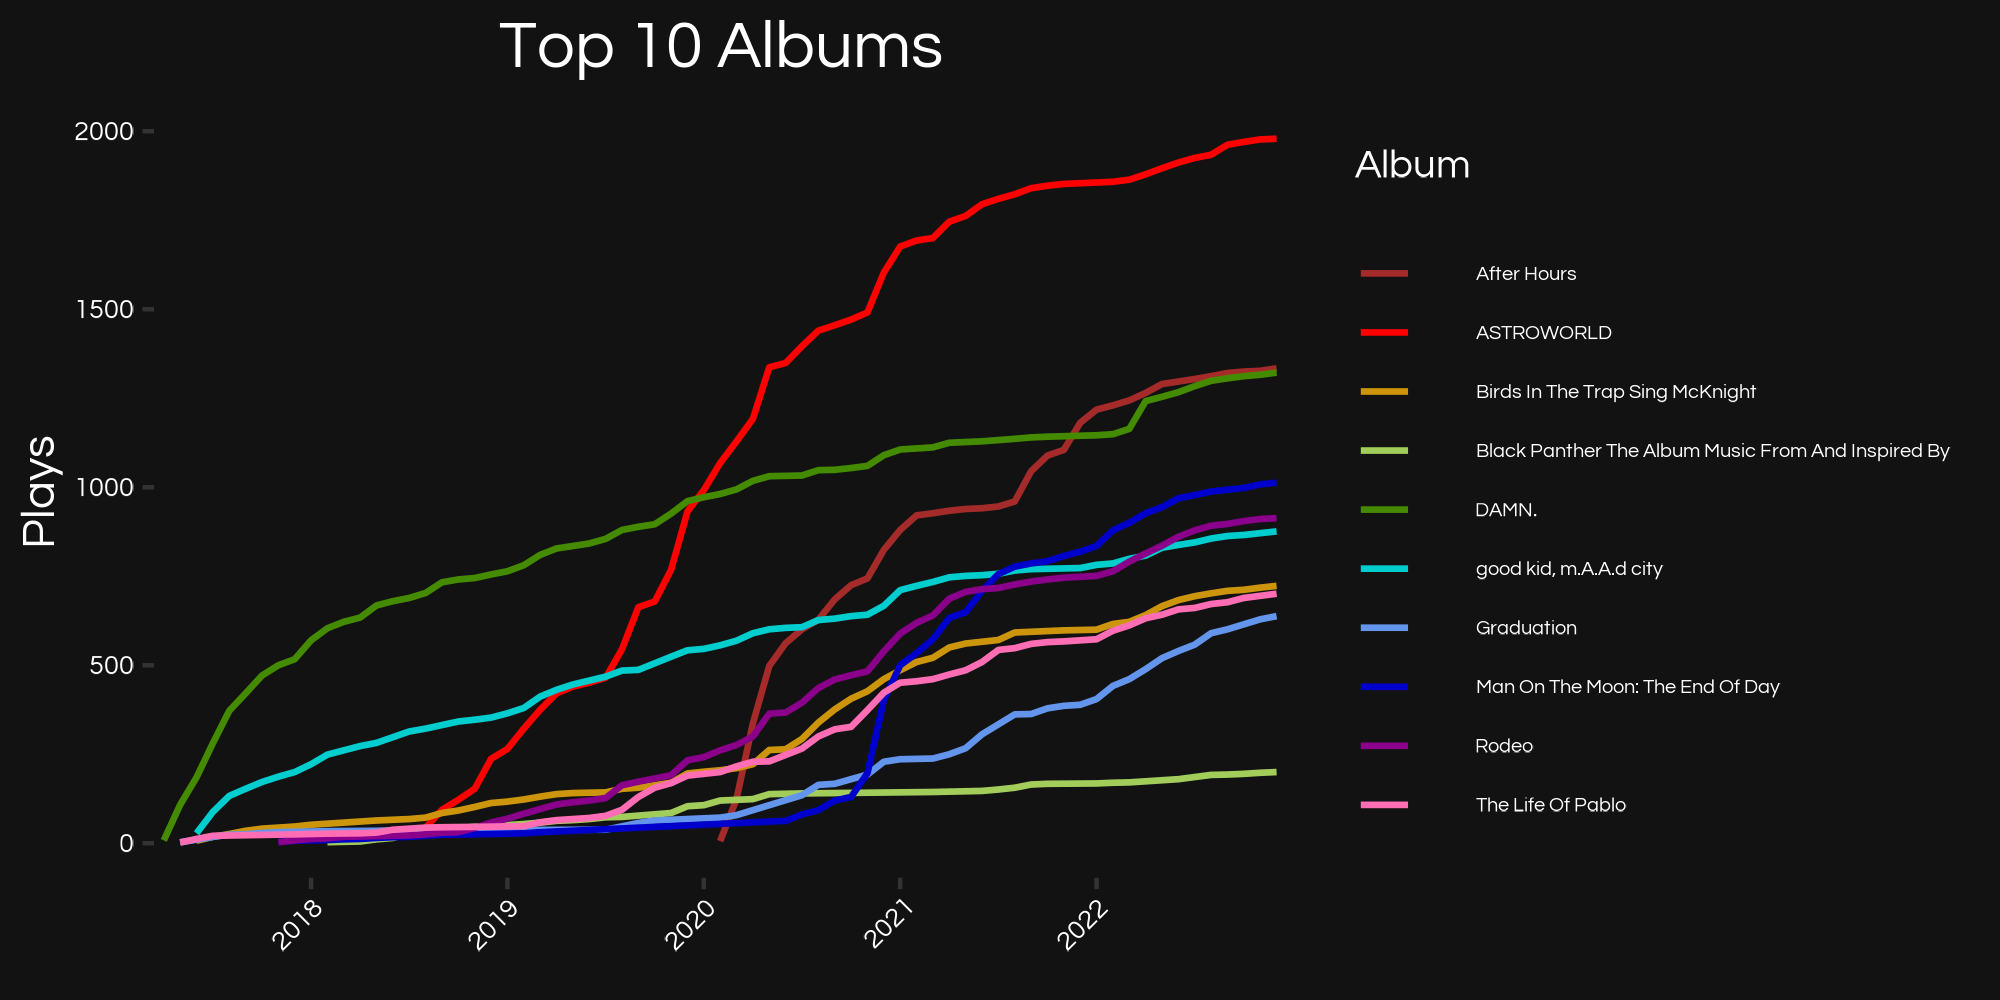 Top 10 Albums
Plays
2000
1500
1000
500
0
2018
2019
2020
2021
2022
Album
After Hours
ASTROWORLD
Birds In The Trap Sing McKnight
Black Panther The Album Music From And Inspired By
DAMN.
good kid, m.A.A.d city
Graduation
Man On The Moon: The End Of Day
Rodeo
The Life Of Pablo